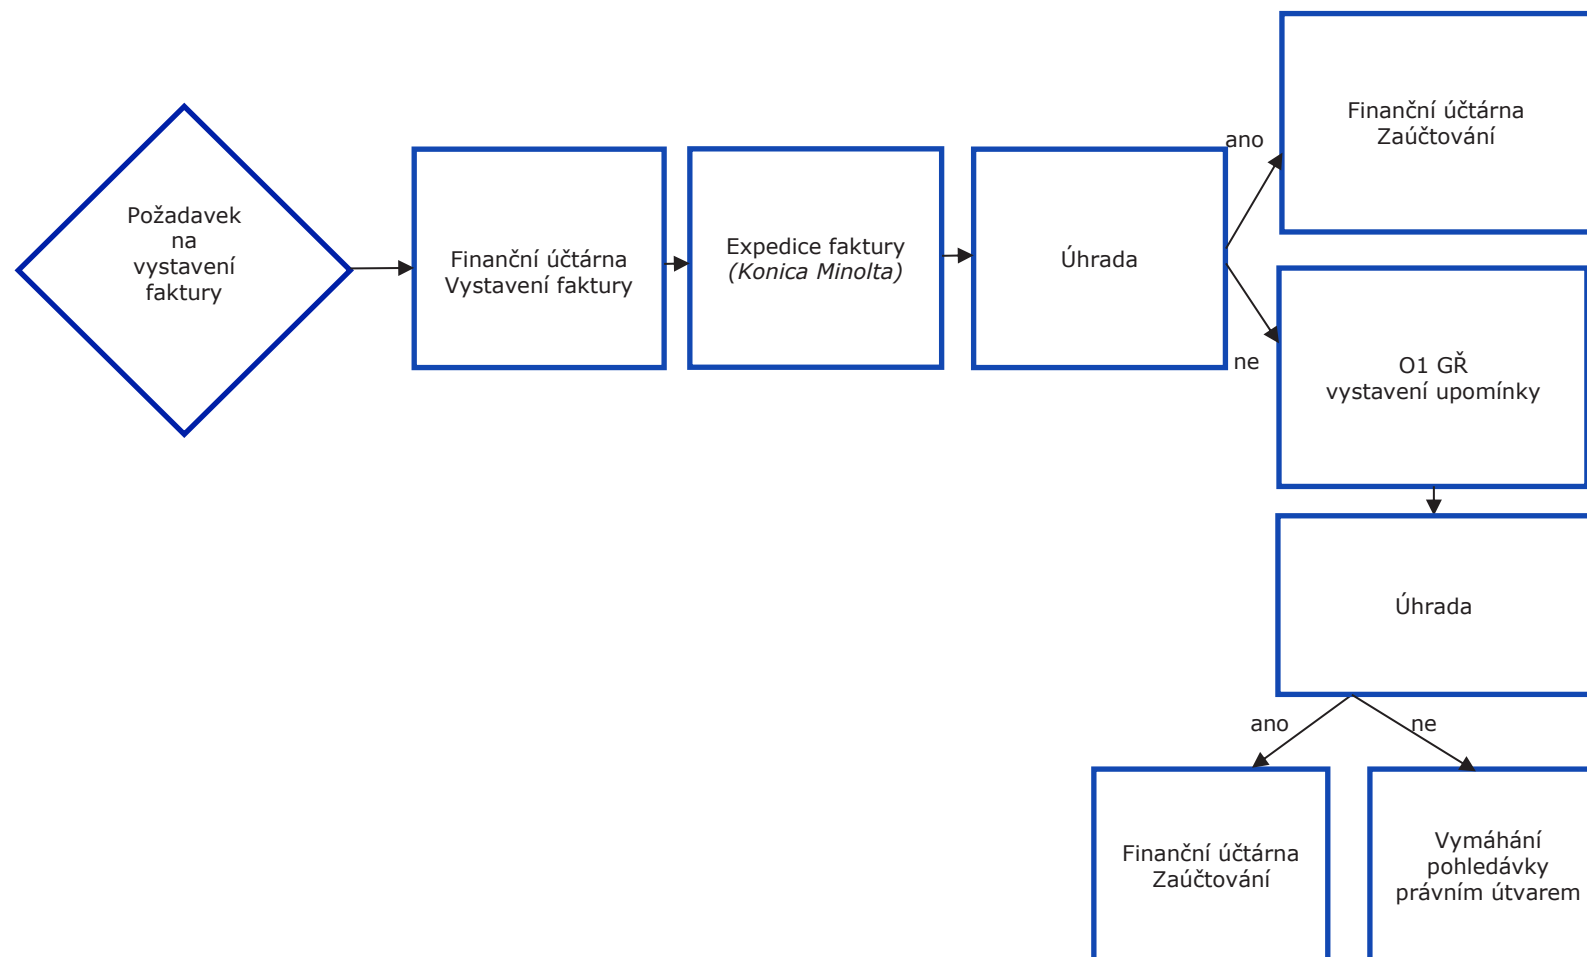 Požadavek
na
vystavení
faktury
Finanční účtárna
Vystavení faktury
Expedice faktury
(Konica Minolta)
Úhrada
ano
ne
Finanční účtárna
Zaúčtování
O1 GŘ
vystavení upomínky
Úhrada
ano
ne
Finanční účtárna
Zaúčtování
Vymáhání
pohledávky
právním útvarem